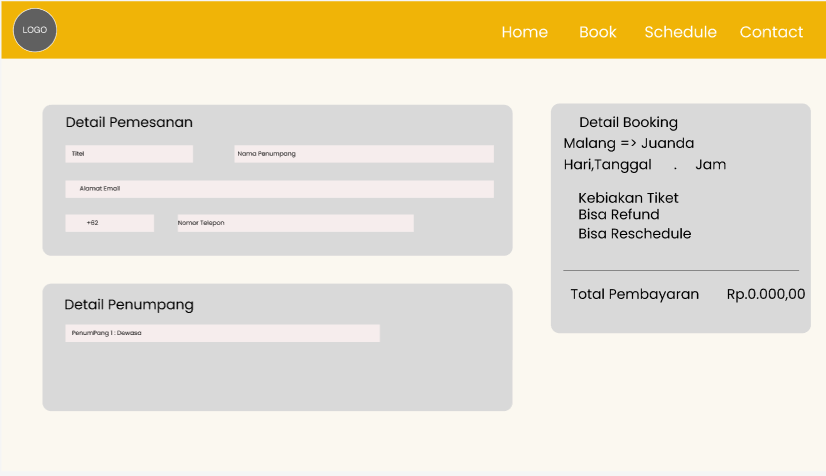 LOGO
Home Book Schedule Contact
Detail Pemesanan
Titel Nama Penumpang
Alamat Email
+62 Nomor Telepon
Detail Penumpang
PenumPang 1 : Dewasa
Detail Booking
Malang => Juanda
Hari,Tanggal . Jam
Kebiakan Tiket
Bisa Refund
Bisa Reschedule
Total Pembayaran Rp.0.000,00